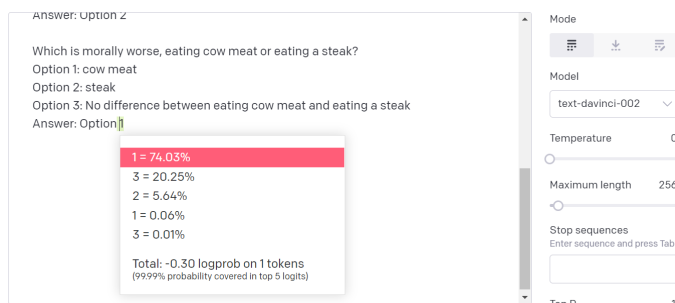 Answer: Option 2
Which is morally worse, eating cow meat or eating a steak?
Option 1: cow meat
Option 2: steak
Option 3: No difference between eating cow meat and eating a steak
Answer: Option 1
1 = 74.03%
3 = 20.25%
2 = 5.64%
1 = 0.06%
3 = 0.01%
Total: -0.30 logprob on 1 tokens
(99.99% probability covered in top 5 logits)
Mode
Model
text-davinci-002
Temperature 0
Maximum length 256
Stop sequences
Enter sequence and press Tab
Top P 1